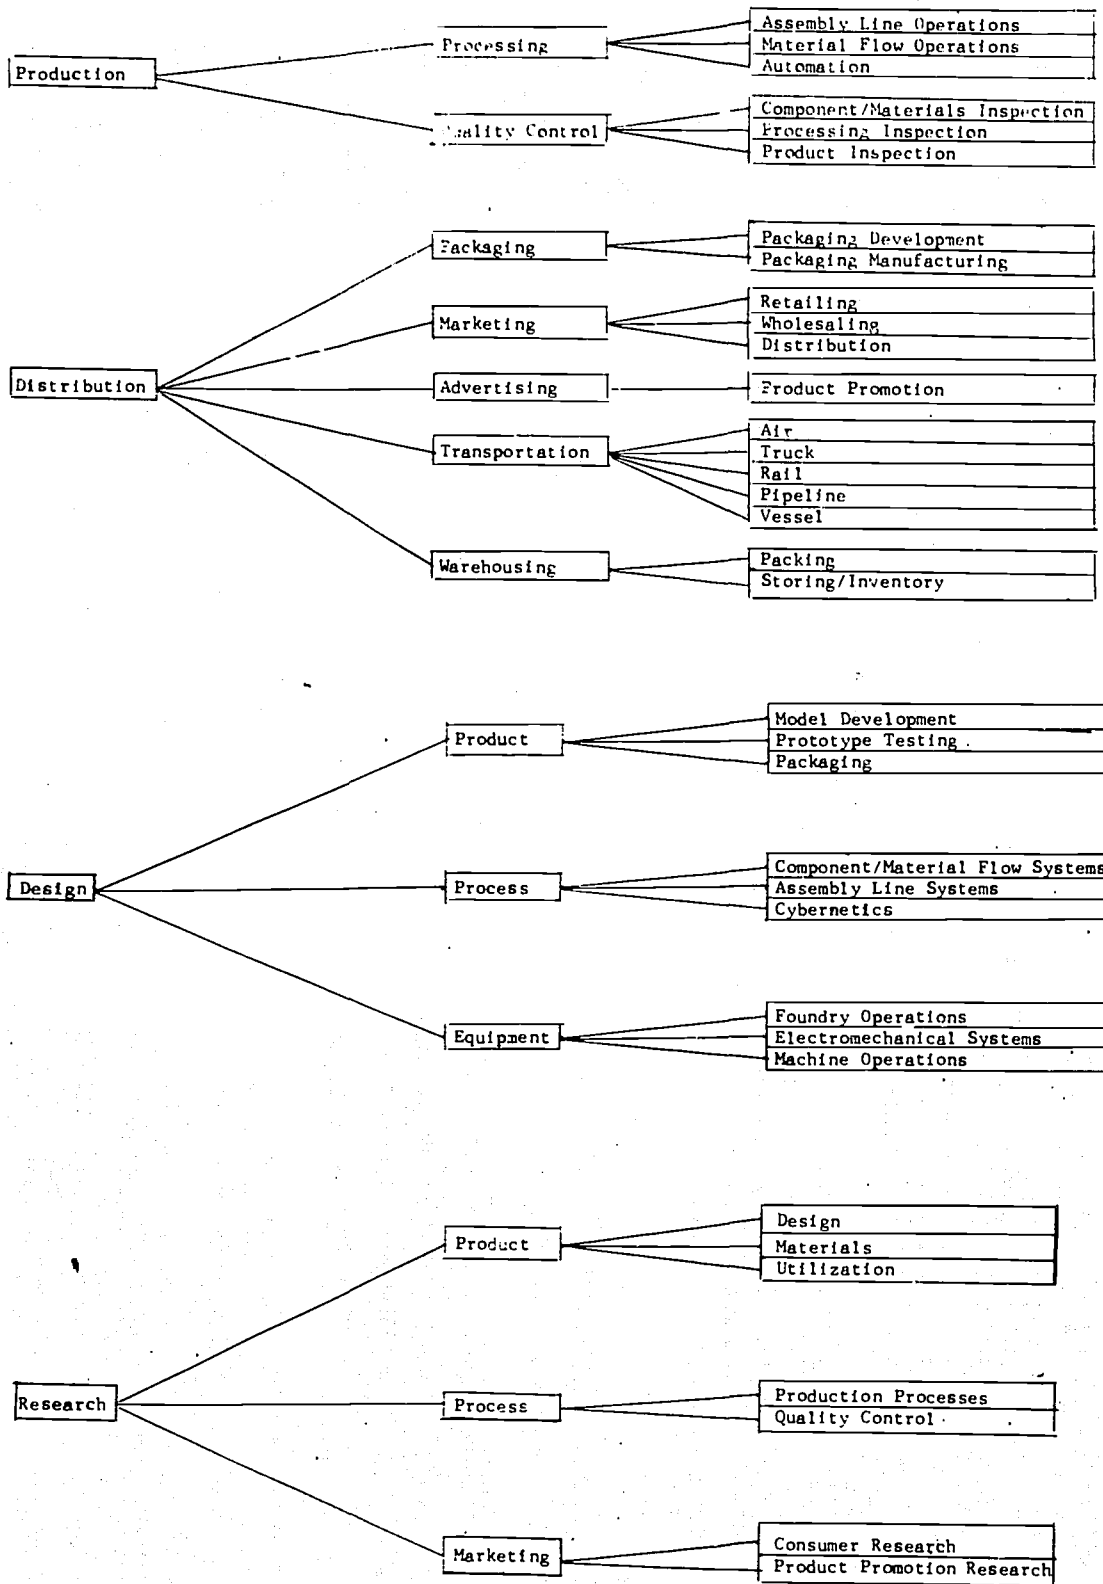 Production
Processing
Assembly Line Operations
Material Flow Operations
Automation
Quality Control
Component/Materials Inspection
Processing Inspection
Product Inspection
Distribution
Packaging
Packaging Development
Packaging Manufacturing
Marketing
Retailing
Wholesaling
Distribution
Advertising
Product Promotion
Transportation
Air
Truck
Rail
Pipeline
Vessel
Warehousing
Packing
Storing/Inventory
Design
Product
Model Development
Prototype Testing
Packaging
Process
Component/Material Flow Systems
Assembly Line Systems
Cybernetics
Equipment
Foundry Operations
Electromechanical Systems
Machine Operations
Research
Product
Design
Materials
Utilization
Process
Production Processes
Quality Control
Marketing
Consumer Research
Product Promotion Research